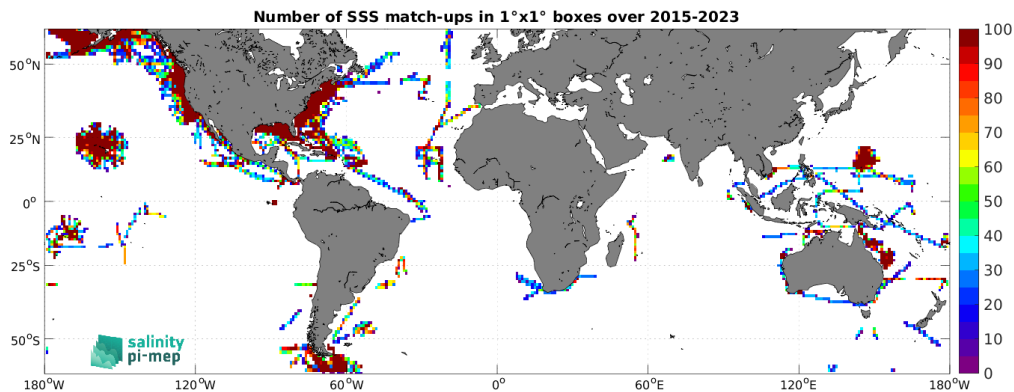 Number of SSS match-ups in 1°x1° boxes over 2015-2023
50°N
25°N
0°
25°S
50°S
180°W
120°W
60°W
0°
60°E
120°E
180°W
100
90
80
70
60
50
40
30
20
10
0
salinity
pi-mep